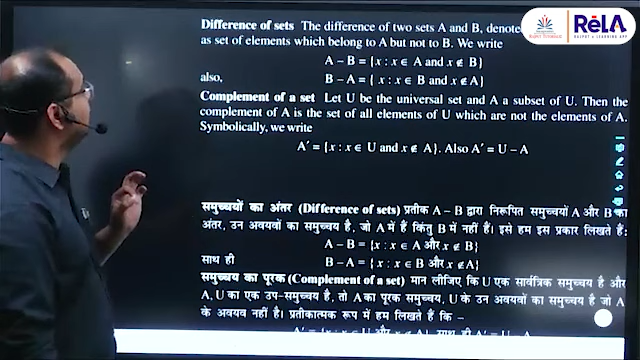 Difference of sets The difference of two sets A and B, denote
as set of elements which belong to A but not to B. We write
A – B = {x : x ∈ A and x ∉ B}
also, B – A = { x : x ∈ B and x ∉ A}
Complement of a set Let U be the universal set and A a subset of U. Then the
complement of A is the set of all elements of U which are not the elements of A.
Symbolically, we write
A′ = {x : x ∈ U and x ∉ A}. Also A′ = U – A
समुच्चयों का अंतर (Difference of sets) प्रतीक A – B द्वारा निरूपित समुच्चयों A और B का
अंतर, उन अवयवों का समुच्चय है, जो A में हैं किंतु B में नहीं हैं। इसे हम इस प्रकार लिखते हैं:
A – B = {x : x ∈ A और x ∉ B}
साथ ही B – A = { x : x ∈ B और x ∉ A}
समुच्चय का पूरक (Complement of a set) मान लीजिए कि U एक सार्वत्रिक समुच्चय है और
A, U का एक उप-समुच्चय है, तो A का पूरक समुच्चय, U के उन अवयवों का समुच्चय है जो A
के अवयव नहीं है। प्रतीकात्मक रूप में हम लिखते हैं कि –
A′ = {x : x ∈ U और x ∉ A}, साथ ही A′ = U – A
RELA